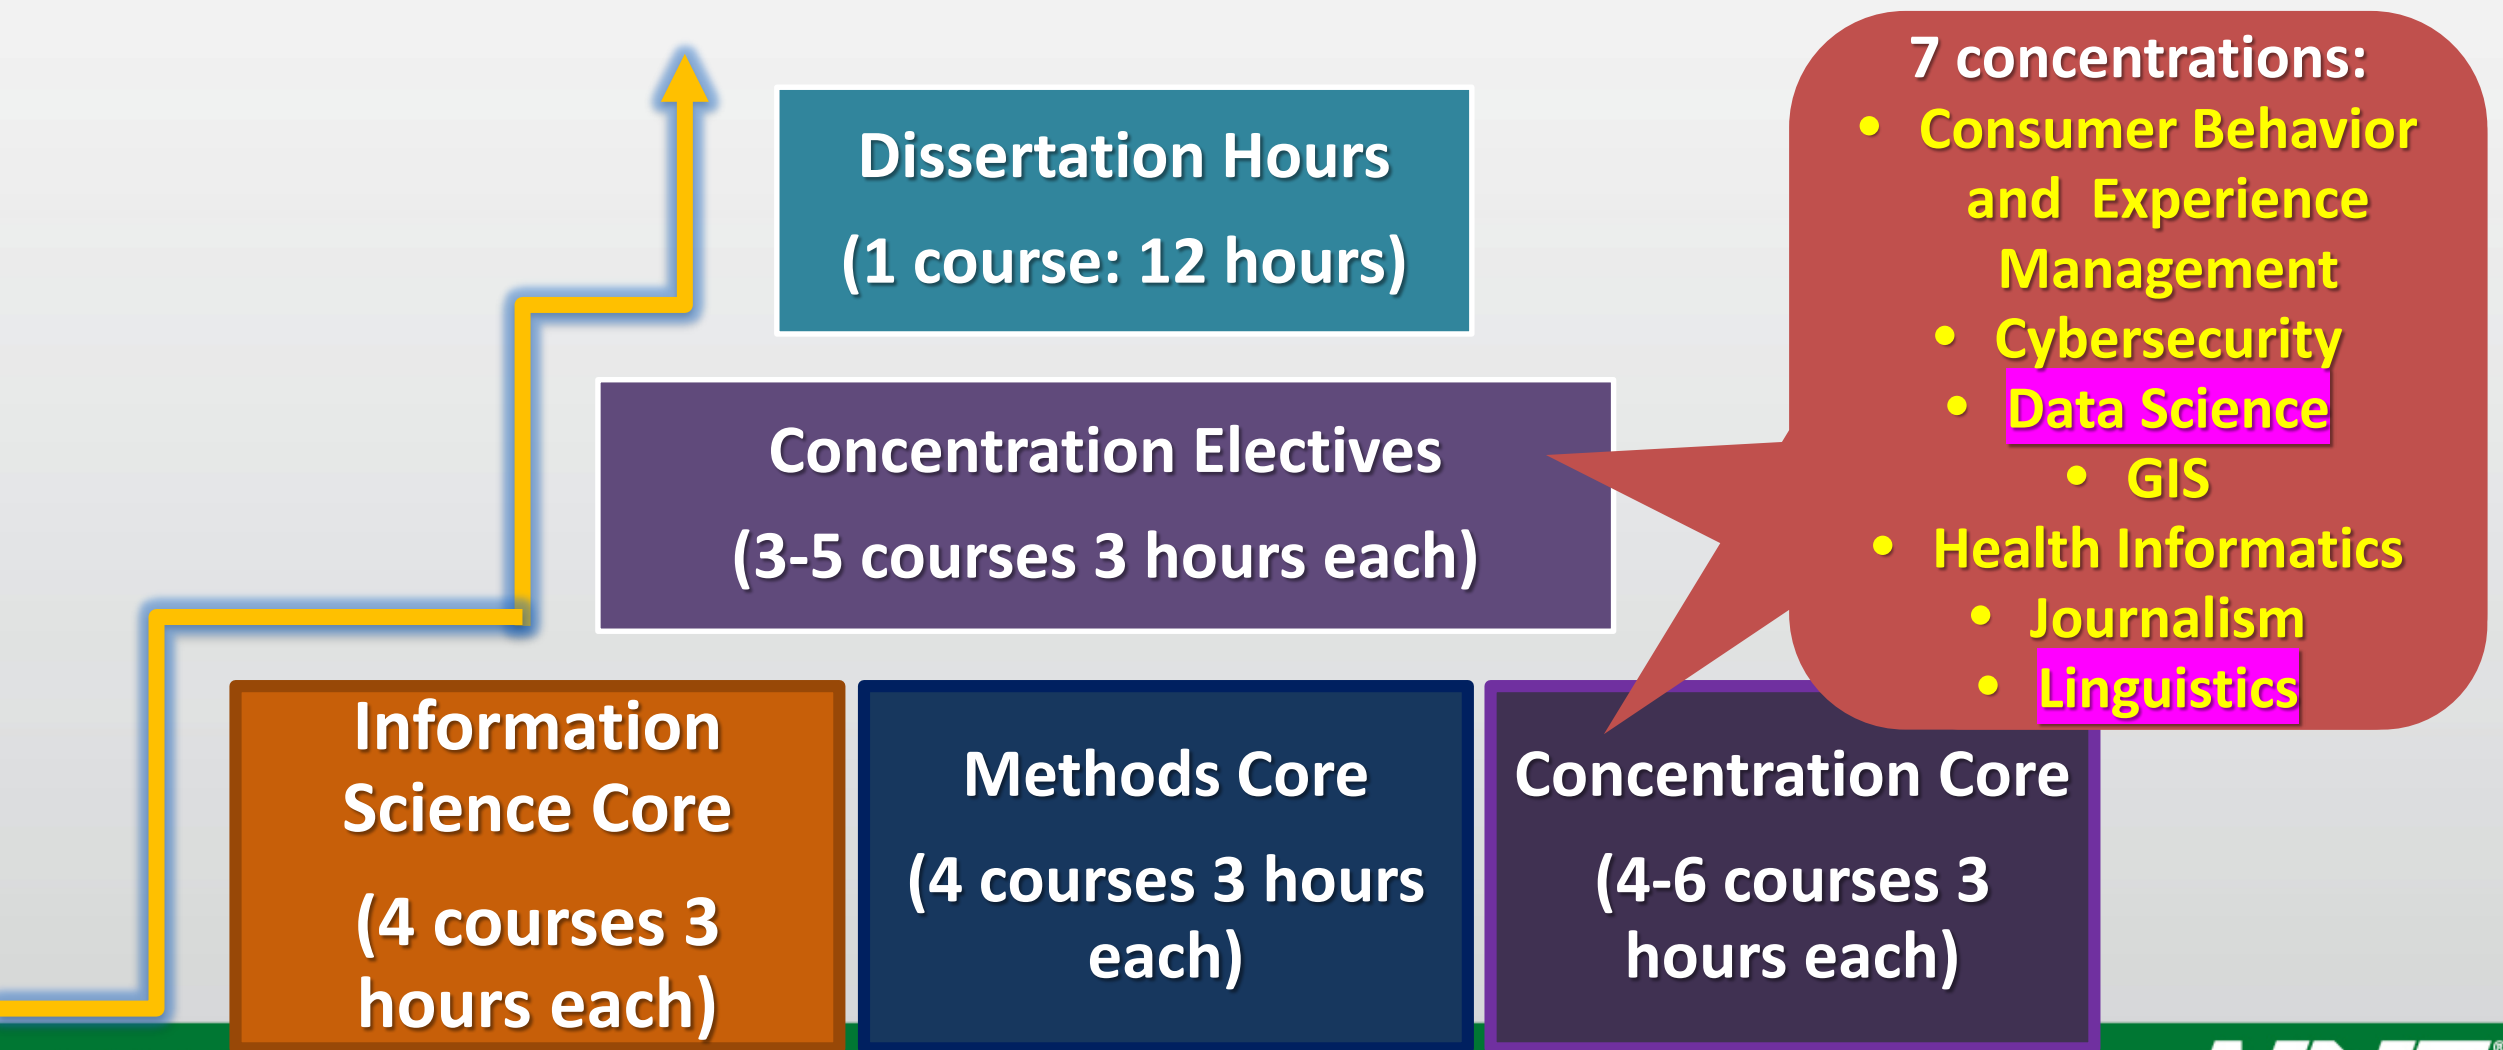 7 concentrations:
• Consumer Behavior
and Experience
Management
• Cybersecurity
• Data Science
• GIS
• Health Informatics
• Journalism
• Linguistics
Dissertation Hours
(1 course: 12 hours)
Concentration Electives
(3-5 courses 3 hours each)
Information
Science Core
(4 courses 3
hours each)
Methods Core
(4 courses 3 hours
each)
Concentration Core
(4-6 courses 3
hours each)